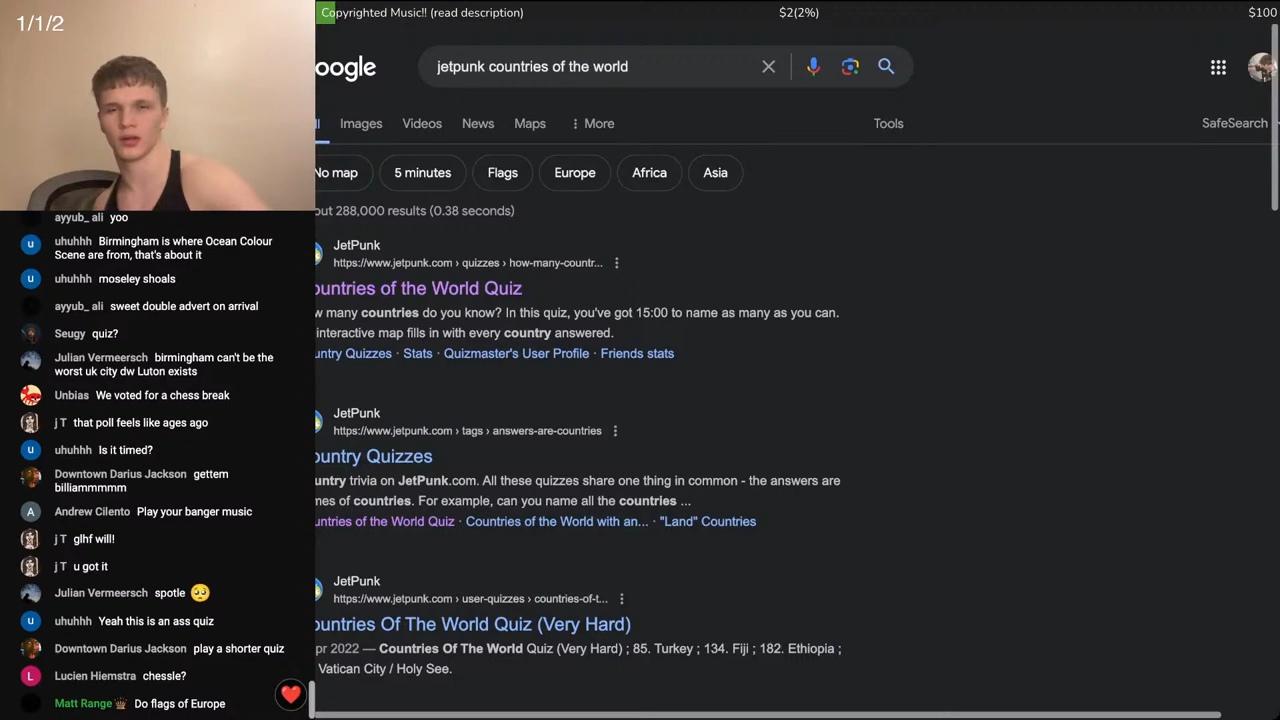 1/1/2
Copyrighted Music!! (read description)
$2(2%)
$100
oogle
jetpunk countries of the world
ll
Images
Videos
News
Maps
More
Tools
SafeSearch
No map
5 minutes
Flags
Europe
Africa
Asia
out 288,000 results (0.38 seconds)
JetPunk
https://www.jetpunk.com › quizzes › how-many-countr...
ountries of the World Quiz
w many countries do you know? In this quiz, you've got 15:00 to name as many as you can.
interactive map fills in with every country answered.
untry Quizzes · Stats · Quizmaster's User Profile · Friends stats
JetPunk
https://www.jetpunk.com › tags › answers-are-countries
ountry Quizzes
untry trivia on JetPunk.com. All these quizzes share one thing in common - the answers are
mes of countries. For example, can you name all the countries ...
untries of the World Quiz · Countries of the World with an... · "Land" Countries
JetPunk
https://www.jetpunk.com › user-quizzes › countries-of-t...
ountries Of The World Quiz (Very Hard)
pr 2022 — Countries Of The World Quiz (Very Hard) ; 85. Turkey ; 134. Fiji ; 182. Ethiopia ;
Vatican City / Holy See.
ayyub_ ali yoo
u
uhuhhh Birmingham is where Ocean Colour
Scene are from, that's about it
u
uhuhhh moseley shoals
ayyub_ ali sweet double advert on arrival
Seugy quiz?
Julian Vermeersch birmingham can't be the
worst uk city dw Luton exists
Unbias We voted for a chess break
j T that poll feels like ages ago
u
uhuhhh Is it timed?
Downtown Darius Jackson gettem
billiammmmm
A
Andrew Cilento Play your banger music
j T glhf will!
j T u got it
Julian Vermeersch spotle 🥺
u
uhuhhh Yeah this is an ass quiz
Downtown Darius Jackson play a shorter quiz
L
Lucien Hiemstra chessle?
Matt Range Do flags of Europe